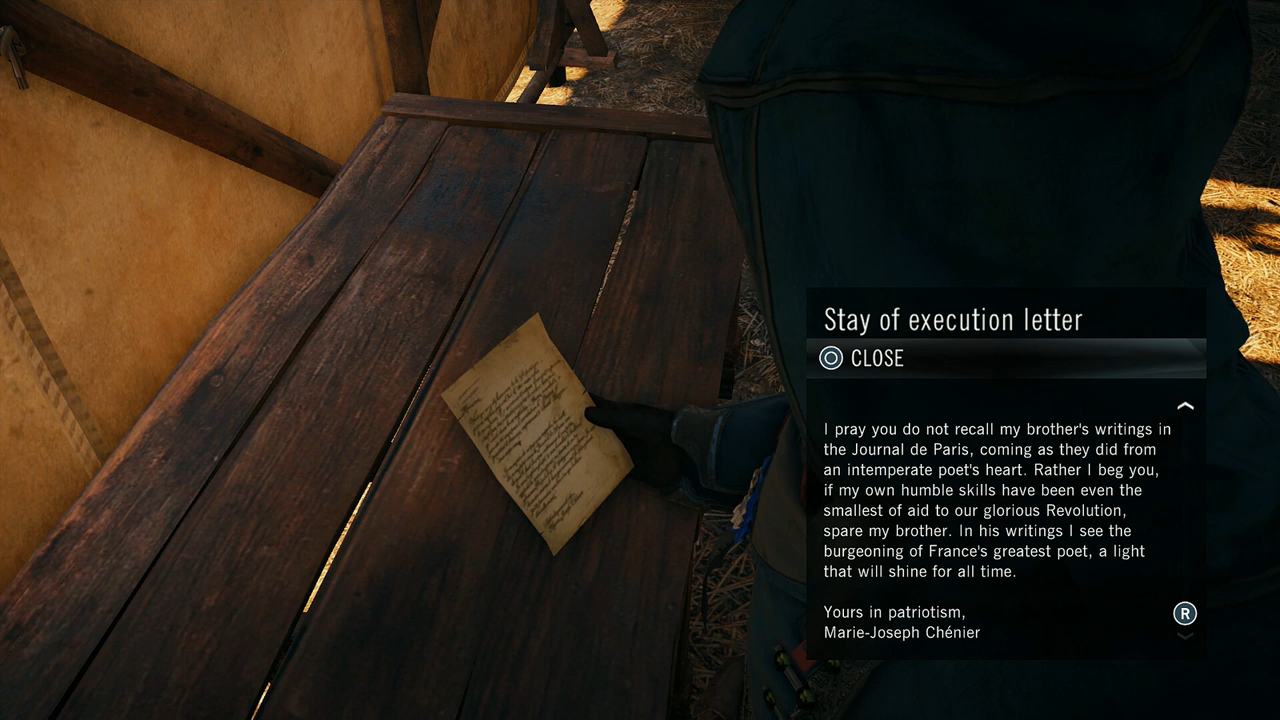 Stay of execution letter
CLOSE
I pray you do not recall my brother's writings in
the Journal de Paris, coming as they did from
an intemperate poet's heart. Rather I beg you,
if my own humble skills have been even the
smallest of aid to our glorious Revolution,
spare my brother. In his writings I see the
burgeoning of France's greatest poet, a light
that will shine for all time.
Yours in patriotism,
R
Marie-Joseph Chénier